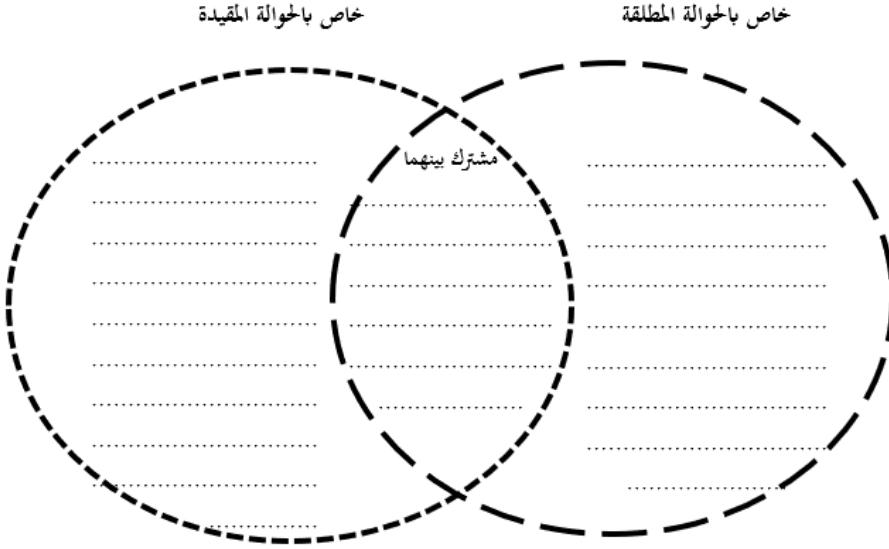 خاص بالحوالة المطلقة
خاص بالحوالة المقيدة
مشترك بينهما